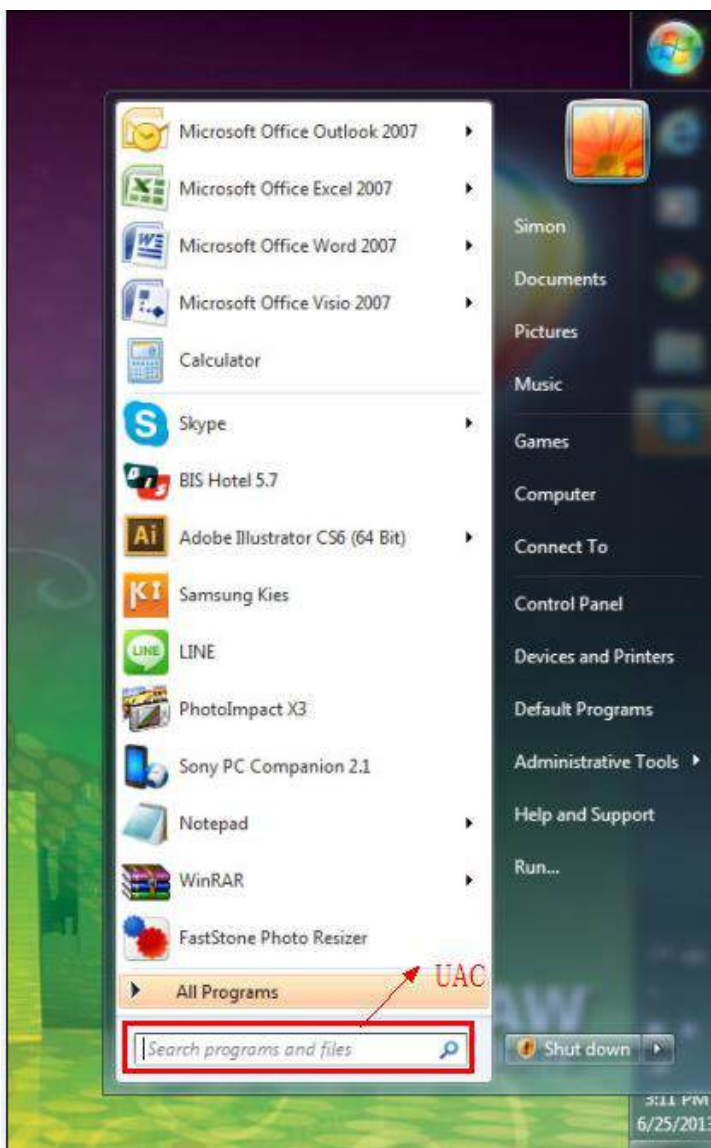 Microsoft Office Outlook 2007
Microsoft Office Excel 2007
Microsoft Office Word 2007
Microsoft Office Visio 2007
Calculator
Skype
BIS Hotel 5.7
Adobe Illustrator CS6 (64 Bit)
Samsung Kies
LINE
PhotoImpact X3
Sony PC Companion 2.1
Notepad
WinRAR
FastStone Photo Resizer
All Programs
UAC
Search programs and files
Simon
Documents
Pictures
Music
Games
Computer
Connect To
Control Panel
Devices and Printers
Default Programs
Administrative Tools
Help and Support
Run...
Shut down
3:11 PM
6/25/2013